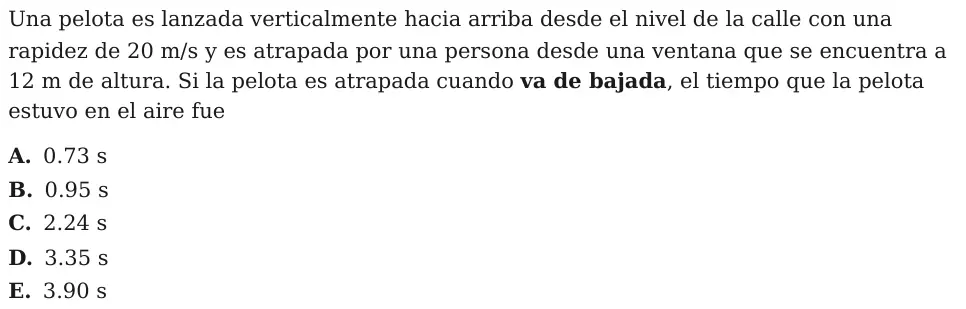 Una pelota es lanzada verticalmente hacia arriba desde el nivel de la calle con una
rapidez de 20 m/s y es atrapada por una persona desde una ventana que se encuentra a
12 m de altura. Si la pelota es atrapada cuando va de bajada, el tiempo que la pelota
estuvo en el aire fue
A. 0.73 s
B. 0.95 s
C. 2.24 s
D. 3.35 s
E. 3.90 s